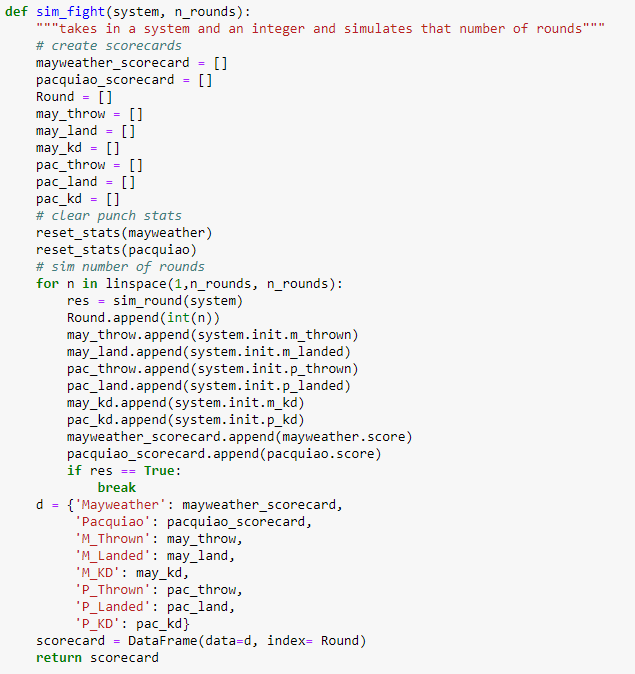 def sim_fight(system, n_rounds):
    """takes in a system and an integer and simulates that number of rounds"""
    # create scorecards
    mayweather_scorecard = []
    pacquiao_scorecard = []
    Round = []
    may_throw = []
    may_land = []
    may_kd = []
    pac_throw = []
    pac_land = []
    pac_kd = []
    # clear punch stats
    reset_stats(mayweather)
    reset_stats(pacquiao)
    # sim number of rounds
    for n in linspace(1,n_rounds, n_rounds):
        res = sim_round(system)
        Round.append(int(n))
        may_throw.append(system.init.m_thrown)
        may_land.append(system.init.m_landed)
        pac_throw.append(system.init.p_thrown)
        pac_land.append(system.init.p_landed)
        may_kd.append(system.init.m_kd)
        pac_kd.append(system.init.p_kd)
        mayweather_scorecard.append(mayweather.score)
        pacquiao_scorecard.append(pacquiao.score)
        if res == True:
            break
    d = {'Mayweather': mayweather_scorecard,
         'Pacquiao': pacquiao_scorecard,
         'M_Thrown': may_throw,
         'M_Landed': may_land,
         'M_KD': may_kd,
         'P_Thrown': pac_throw,
         'P_Landed': pac_land,
         'P_KD': pac_kd}
    scorecard = DataFrame(data=d, index= Round)
    return scorecard